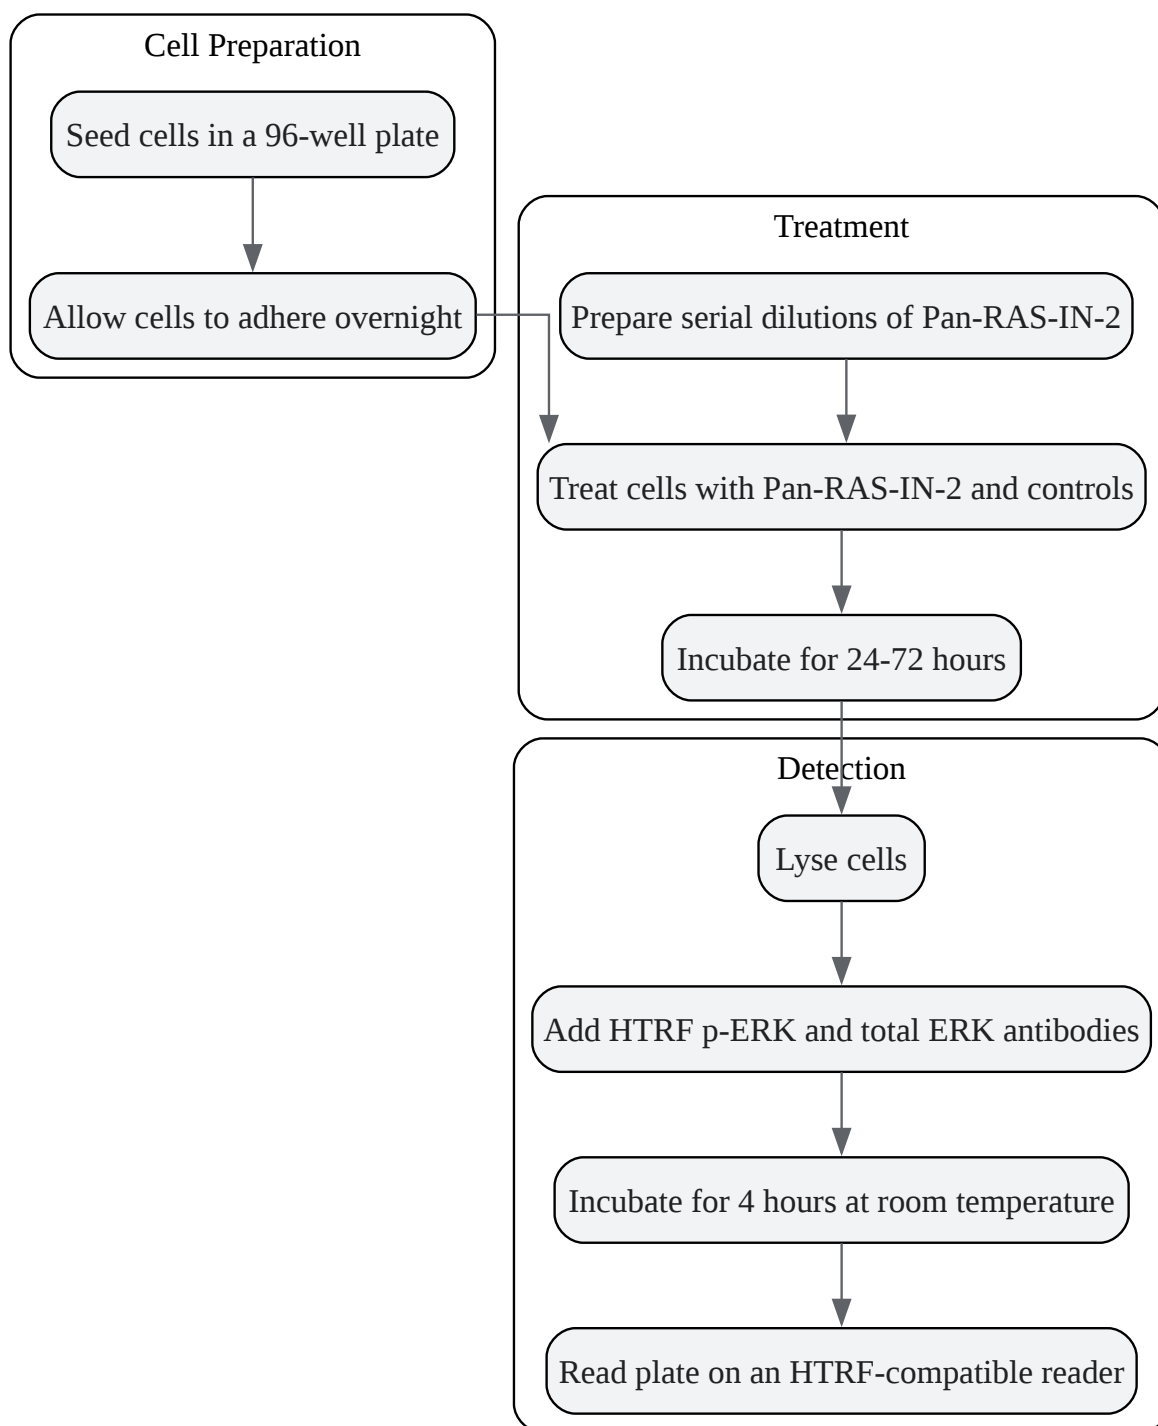 Cell Preparation
Seed cells in a 96-well plate
Allow cells to adhere overnight
Treatment
Prepare serial dilutions of Pan-RAS-IN-2
Treat cells with Pan-RAS-IN-2 and controls
Incubate for 24-72 hours
Detection
Lyse cells
Add HTRF p-ERK and total ERK antibodies
Incubate for 4 hours at room temperature
Read plate on an HTRF-compatible reader